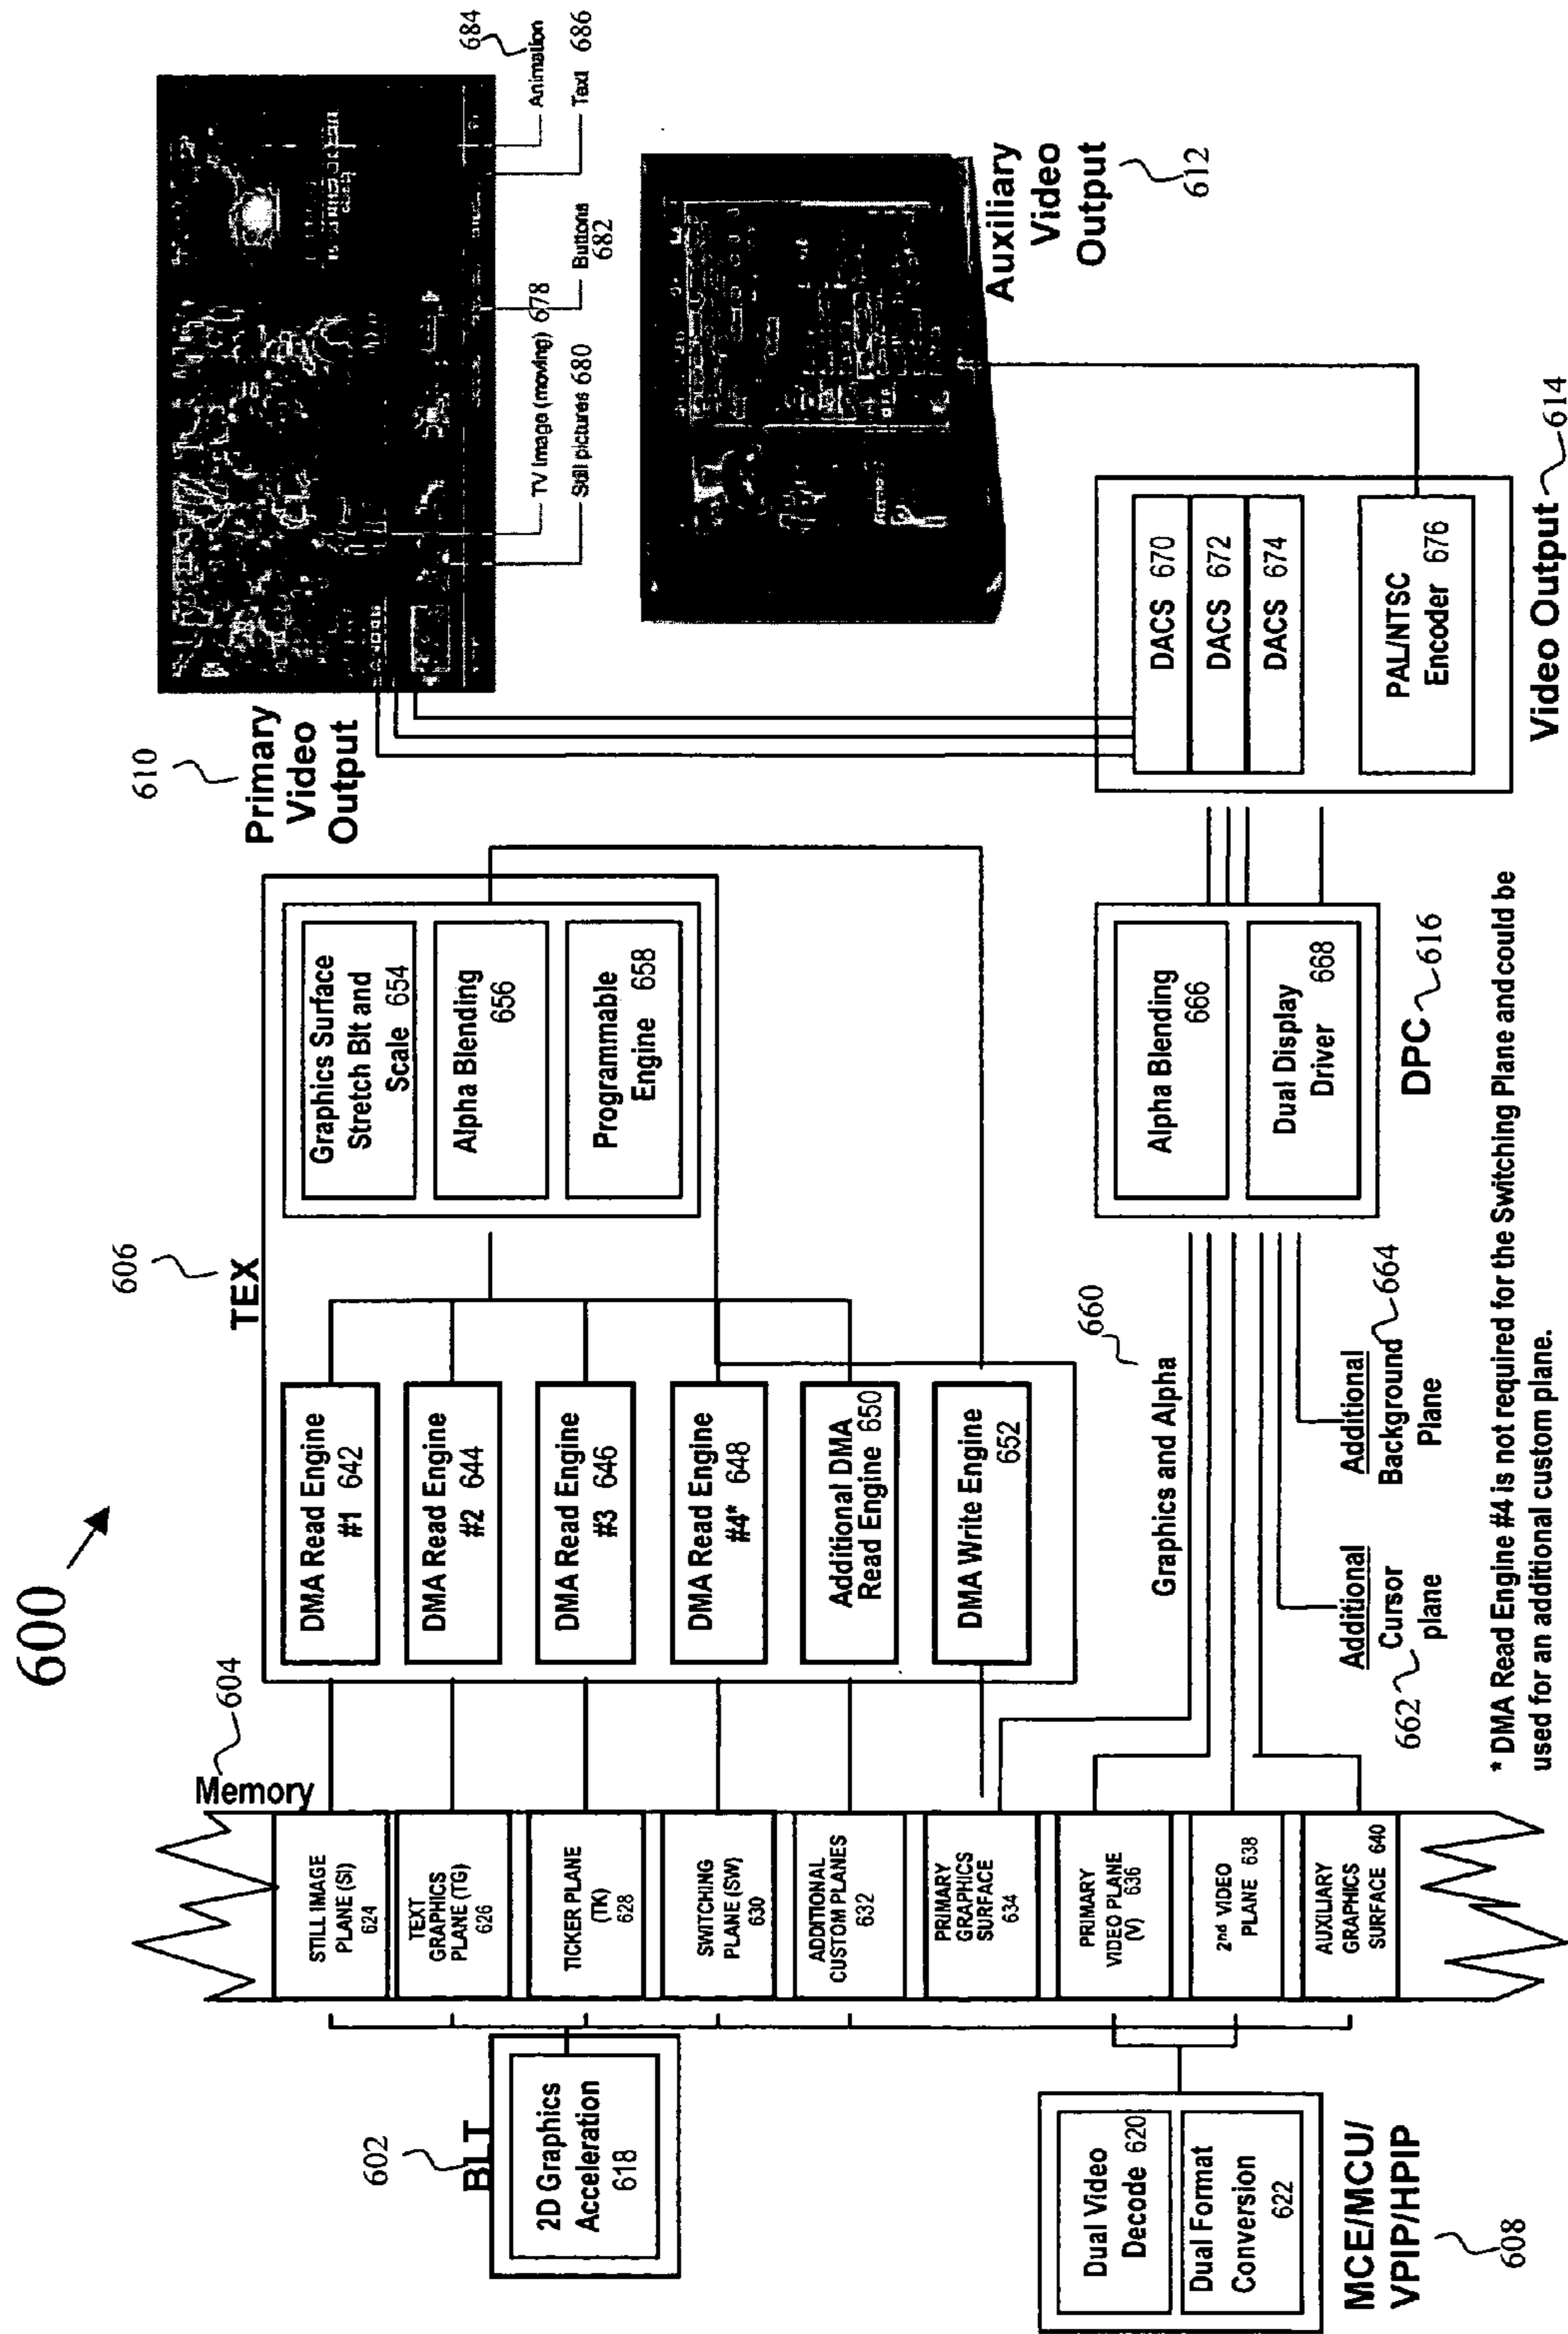 600
BLT
602
2D Graphics
Acceleration
618
Dual Video
Decode 620
Dual Format
Conversion
622
MCE/MCU/
VPIP/HPIP
608
Memory
604
STILL IMAGE
PLANE (SI)
624
TEXT
GRAPHICS
PLANE (TG)
626
TICKER PLANE
(TK)
628
SWITCHING
PLANE (SW)
630
ADDITIONAL
CUSTOM PLANES
632
PRIMARY
GRAPHICS
SURFACE
634
PRIMARY
VIDEO PLANE
(V) 636
2nd VIDEO
PLANE 638
AUXILIARY
GRAPHICS
SURFACE 640
606
TEX
DMA Read Engine
#1 642
DMA Read Engine
#2 644
DMA Read Engine
#3 646
DMA Read Engine
#4* 648
Additional DMA
Read Engine 650
DMA Write Engine
652
Graphics Surface
Stretch Blt and
Scale 654
Alpha Blending
656
Programmable
Engine 658
Graphics and Alpha
660
Additional
Cursor
plane
662
Additional
Background
Plane
664
Alpha Blending
666
Dual Display
Driver 668
DPC
616
610
Primary
Video
Output
DACS 670
DACS 672
DACS 674
PAL/NTSC
Encoder 676
Video Output
614
TV Image (moving) 678
Still pictures 680
Buttons
682
Animation
684
Text 686
Auxiliary
Video
Output
612
* DMA Read Engine #4 is not required for the Switching Plane and could be
used for an additional custom plane.